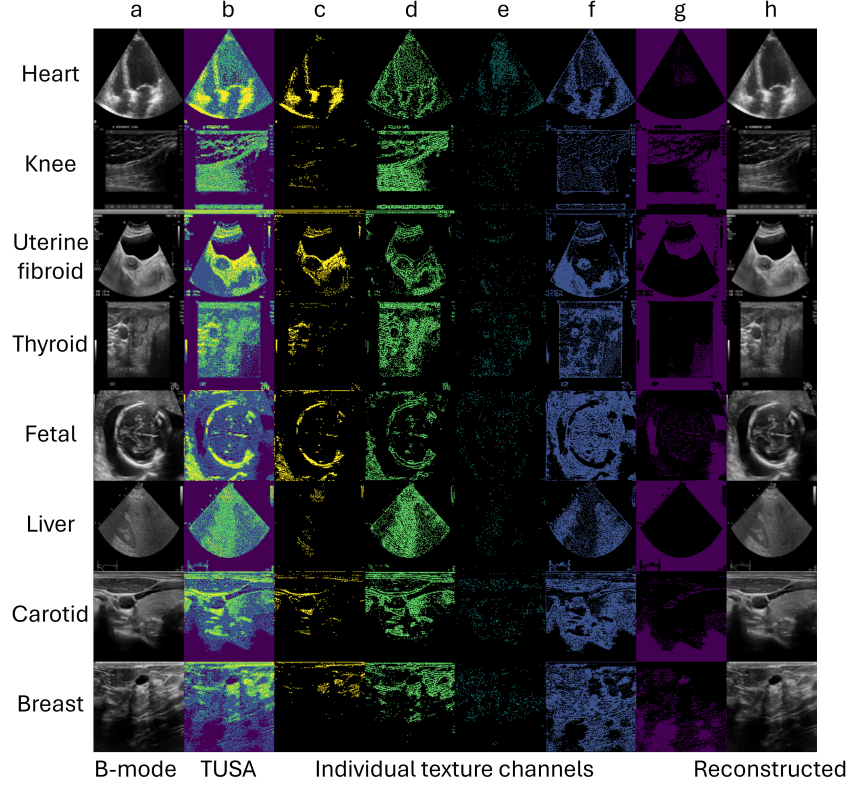 a b c d e f g h
Heart
Knee
Uterine
fibroid
Thyroid
Fetal
Liver
Carotid
Breast
B-mode TUSA Individual texture channels Reconstructed